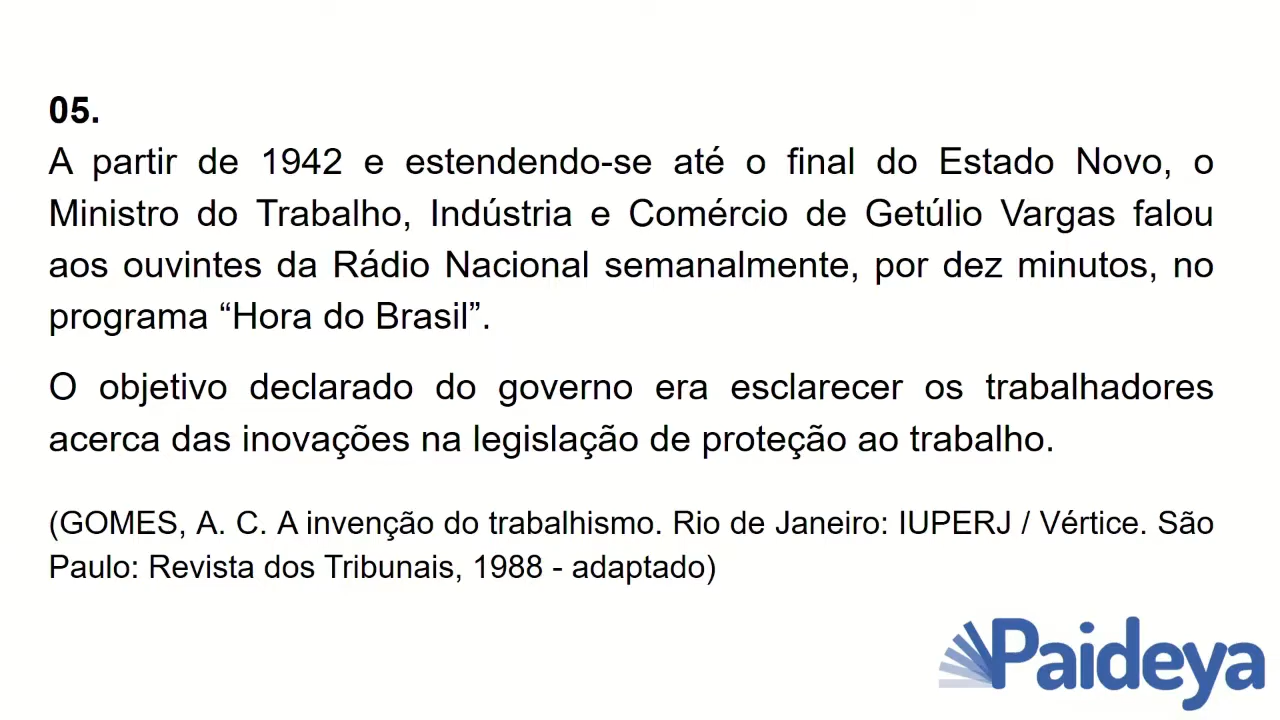 05.
A partir de 1942 e estendendo-se até o final do Estado Novo, o
Ministro do Trabalho, Indústria e Comércio de Getúlio Vargas falou
aos ouvintes da Rádio Nacional semanalmente, por dez minutos, no
programa “Hora do Brasil”.
O objetivo declarado do governo era esclarecer os trabalhadores
acerca das inovações na legislação de proteção ao trabalho.
(GOMES, A. C. A invenção do trabalhismo. Rio de Janeiro: IUPERJ / Vértice. São
Paulo: Revista dos Tribunais, 1988 - adaptado)
Paideya